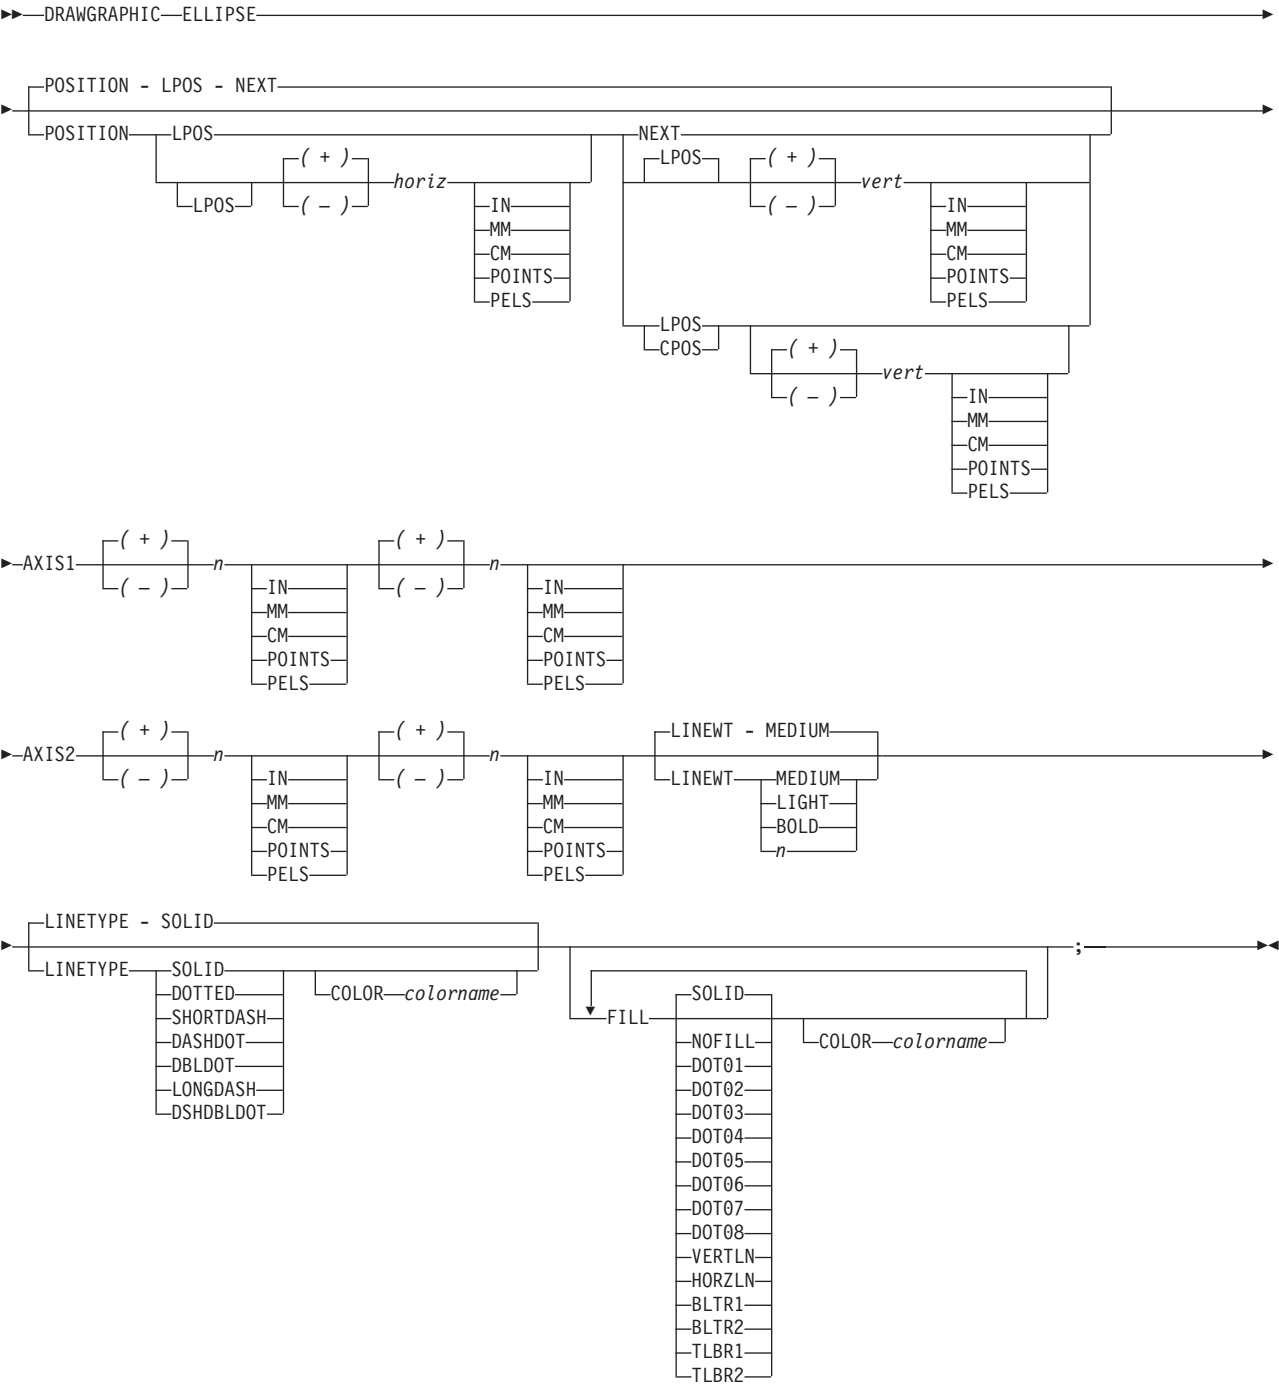 DRAWGRAPHIC ELLIPSE
POSITION - LPOS - NEXT
POSITION LPOS NEXT
( + ) LPOS ( + )
horiz vert
LPOS ( – ) IN ( – ) IN
MM MM
CM CM
POINTS POINTS
PELS PELS
LPOS
CPOS ( + )
vert
( – ) IN
MM
CM
POINTS
PELS
( + ) ( + )
AXIS1 n n
( – ) IN ( – ) IN
MM MM
CM CM
POINTS POINTS
PELS PELS
( + ) ( + ) LINEWT - MEDIUM
AXIS2 n n
( – ) IN ( – ) IN LINEWT MEDIUM
MM MM LIGHT
CM CM BOLD
POINTS POINTS n
PELS PELS
LINETYPE - SOLID
;
LINETYPE SOLID
DOTTED COLOR colorname SOLID
SHORTDASH FILL
DASHDOT NOFILL COLOR colorname
DBLDOT DOT01
LONGDASH DOT02
DSHDBLDOT DOT03
DOT04
DOT05
DOT06
DOT07
DOT08
VERTLN
HORZLN
BLTR1
BLTR2
TLBR1
TLBR2